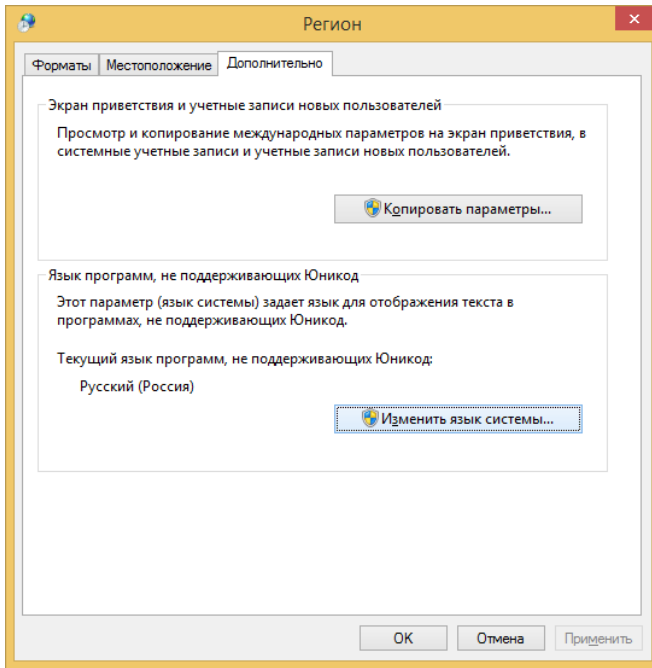 Регион
Форматы
Местоположение
Дополнительно
Экран приветствия и учетные записи новых пользователей
Просмотр и копирование международных параметров на экран приветствия, в
системные учетные записи и учетные записи новых пользователей.
Копировать параметры...
Язык программ, не поддерживающих Юникод
Этот параметр (язык системы) задает язык для отображения текста в
программах, не поддерживающих Юникод.
Текущий язык программ, не поддерживающих Юникод:
Русский (Россия)
Изменить язык системы...
OK
Отмена
Применить